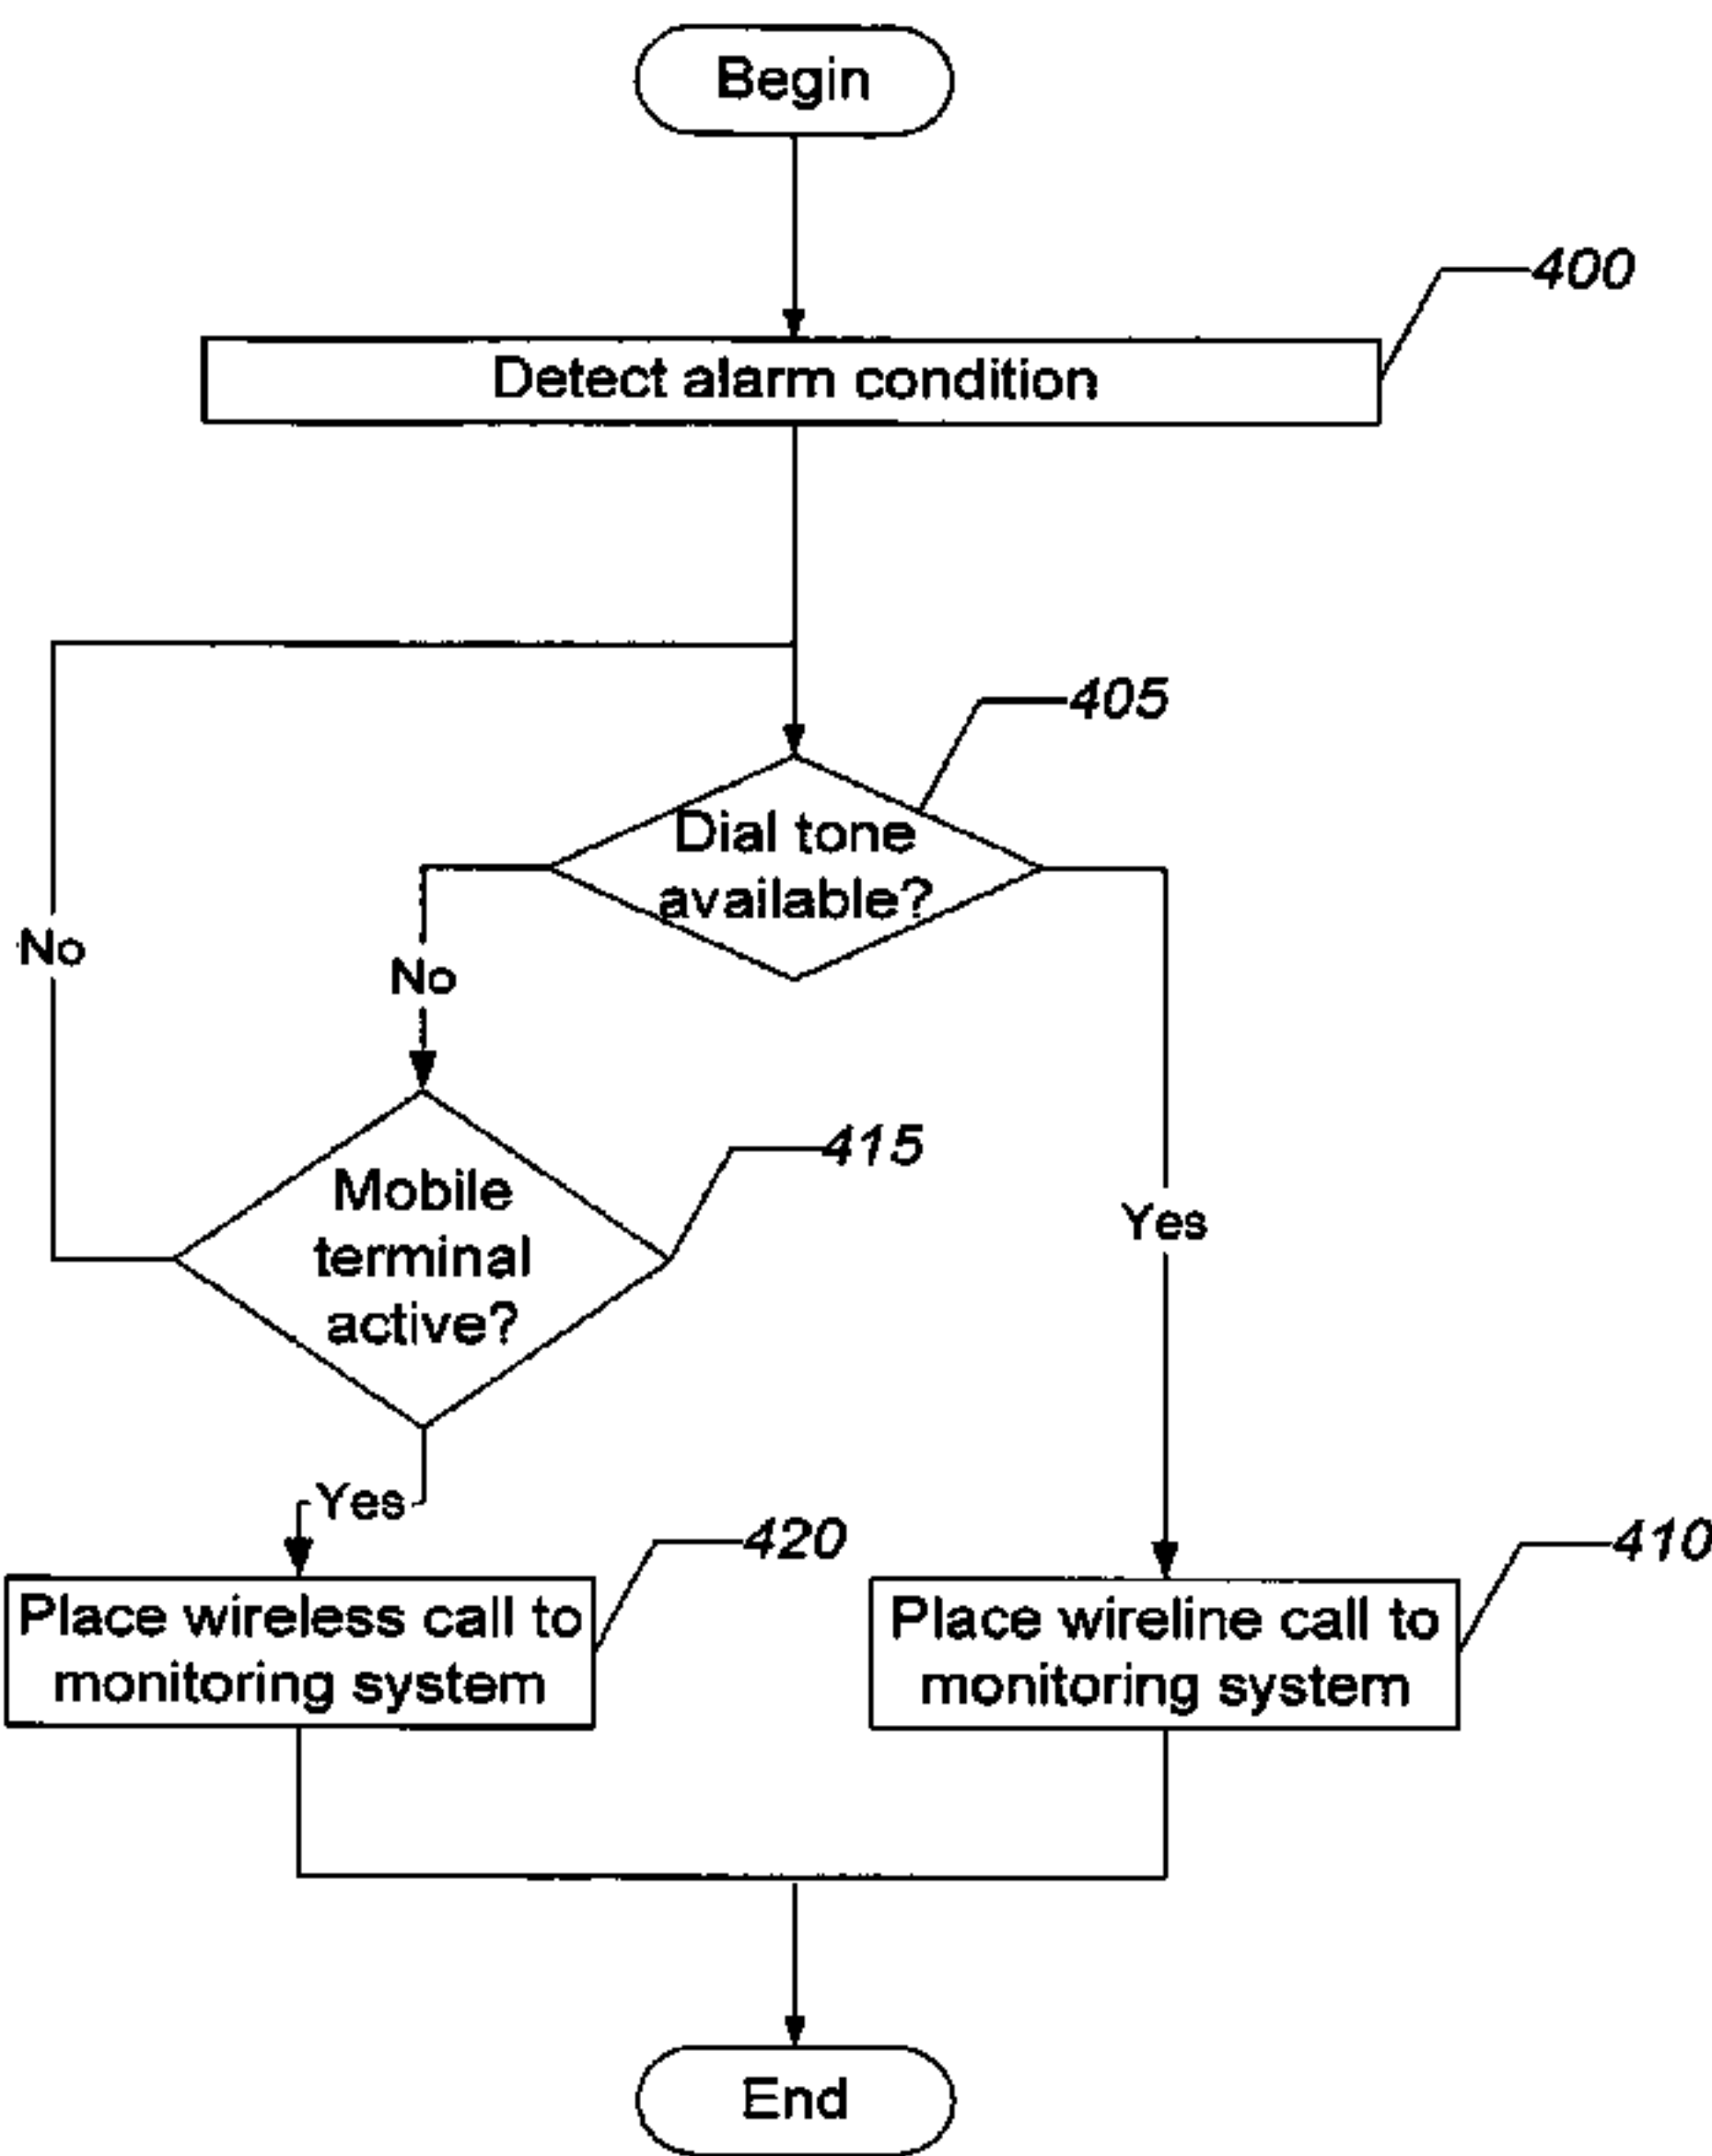 Begin
400
Detect alarm condition
405
Dial tone
available?
No
No
415
Mobile
terminal
active?
Yes
Yes
420
410
Place wireless call to
monitoring system
Place wireline call to
monitoring system
End